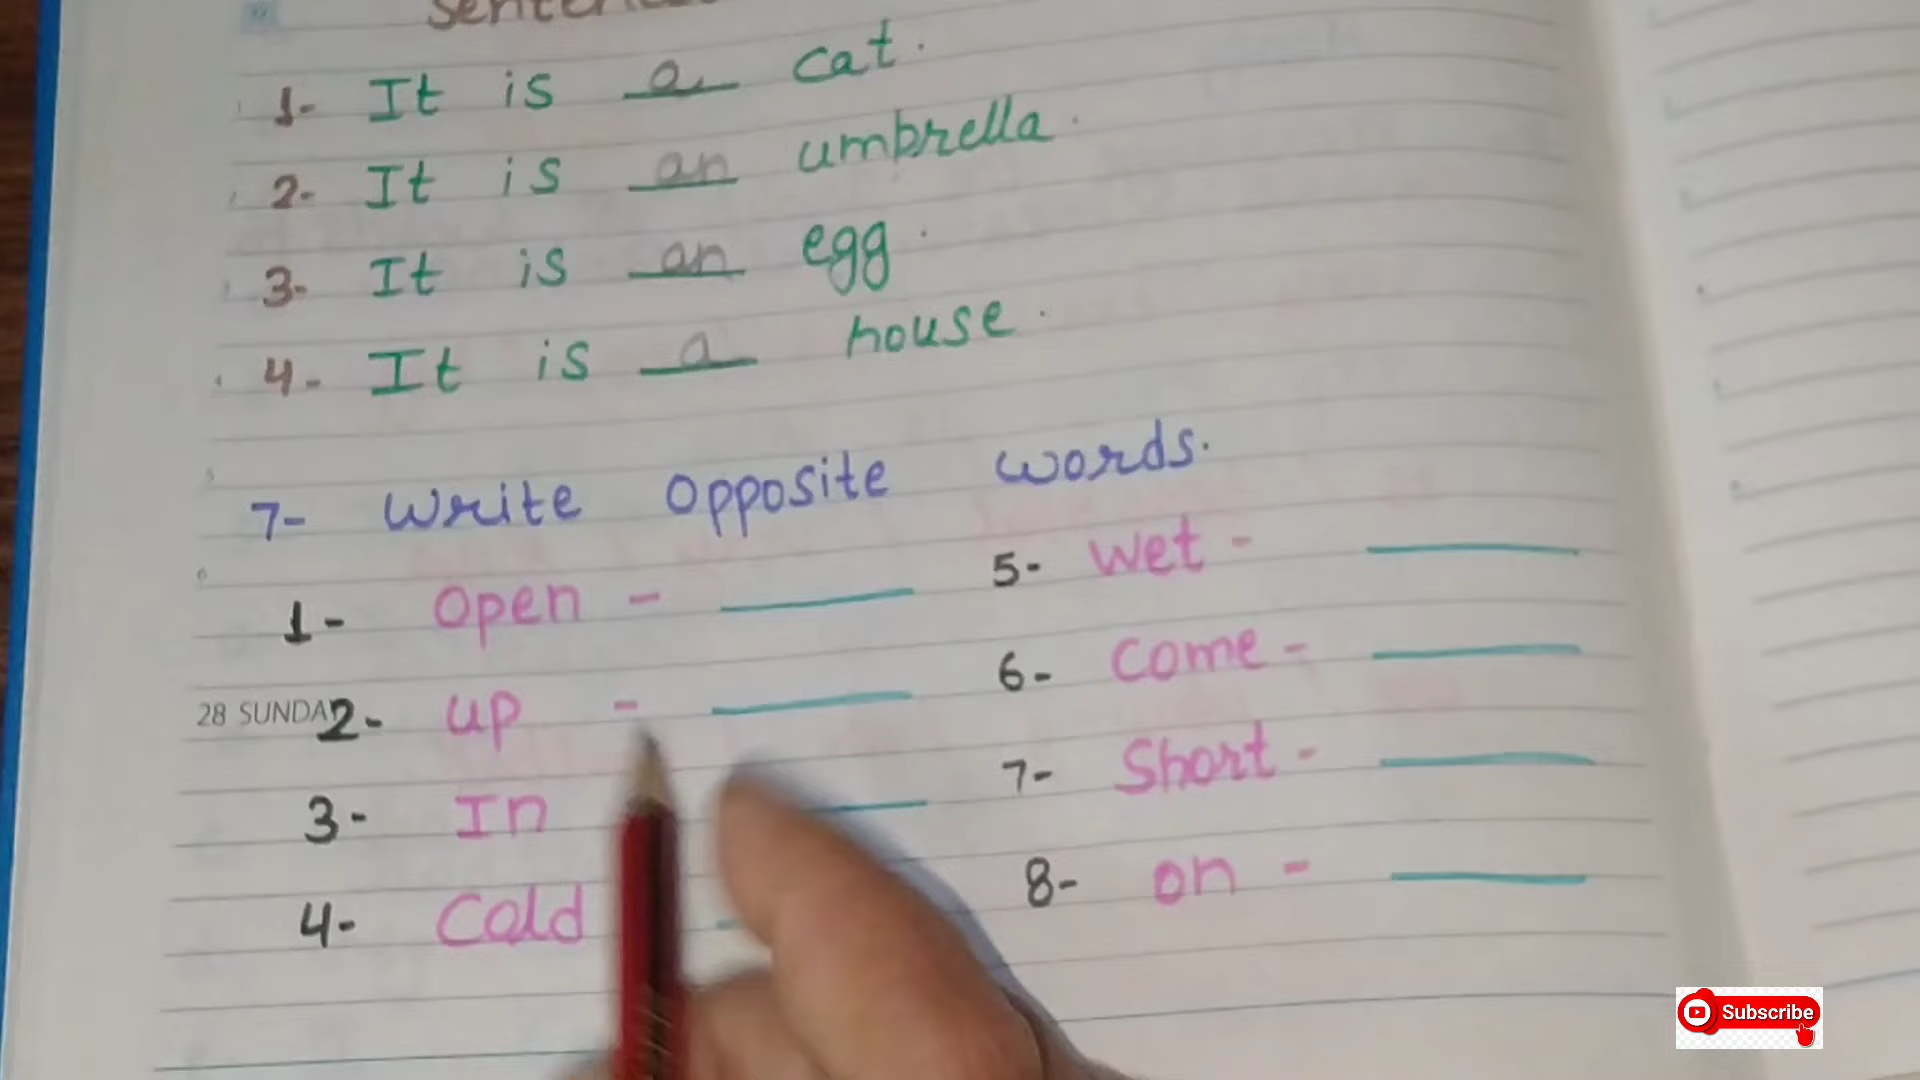 sentences
1- It is a cat.
2- It is an umbrella.
3- It is an egg.
4- It is a house.
7- Write opposite words.
1- Open -
2- up -
3- In
4- Cold
5- Wet -
6- Come -
7- Short -
8- on -
28 SUNDA
Subscribe